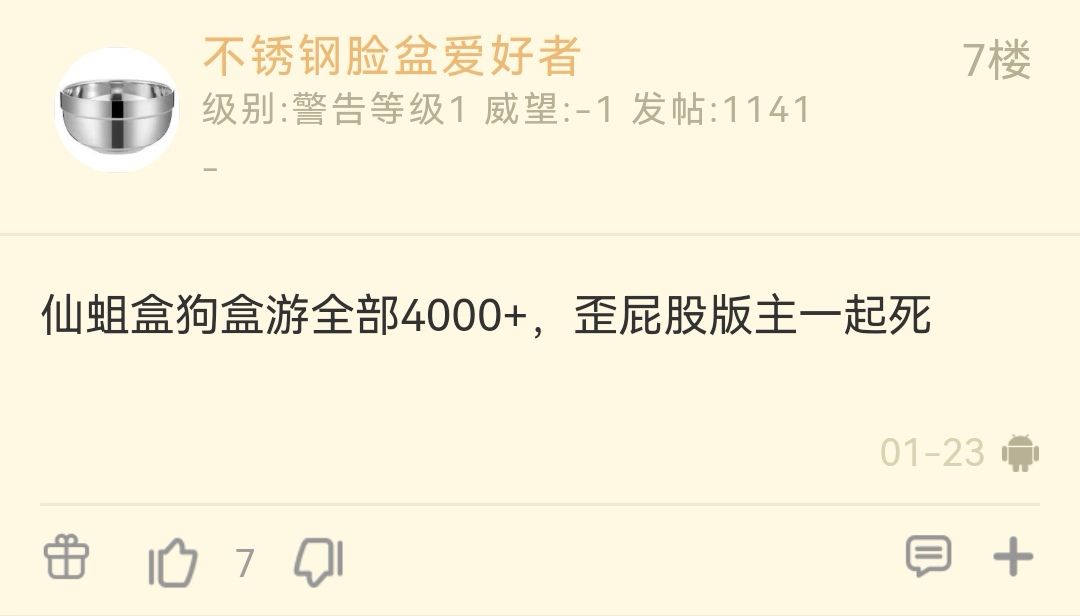 不锈钢脸盆爱好者
7楼
级别:警告等级1 威望:-1 发帖:1141
-
仙蛆盒狗盒游全部4000+，歪屁股版主一起死
01-23
7